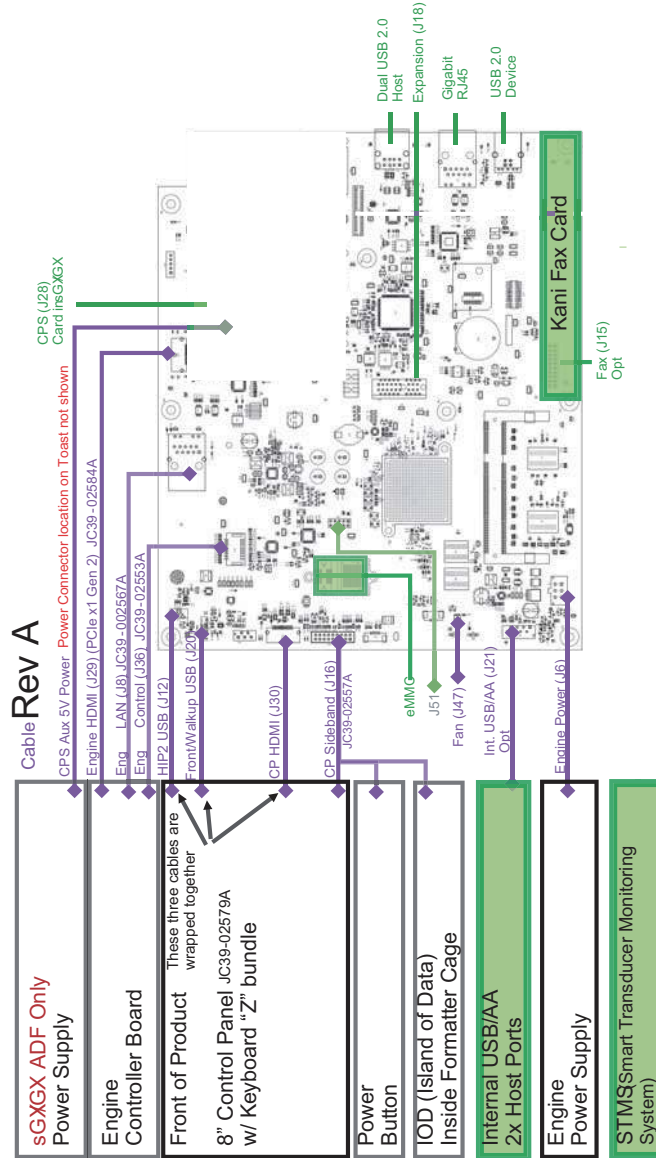 Cable Rev A
sGXGX ADF Only
Power Supply
Engine
Controller Board
Front of Product
These three cables are
wrapped together
8” Control Panel JC39-02579A
w/ Keyboard “Z” bundle
Power
Button
IOD (Island of Data)
Inside Formatter Cage
Internal USB/AA
2x Host Ports
Engine
Power Supply
STMS(Smart Transducer Monitoring
System)
CPS Aux 5V Power Power Connector location on Toast not shown
Engine HDMI (J29) (PCIe x1 Gen 2) JC39-02584A
Eng LAN (J8) JC39-002567A
Eng Control (J36) JC39-02553A
HIP2 USB (J12)
Front/Walkup USB (J20)
CP HDMI (J30)
CP Sideband (J16)
JC39-02557A
eMMC
J51
Fan (J47)
Int. USB/AA (J21)
Opt
Engine Power (J6)
CPS (J28)
Card insGXGX
Dual USB 2.0
Host
Expansion (J18)
Gigabit
RJ45
USB 2.0
Device
Kani Fax Card
Fax (J15)
Opt